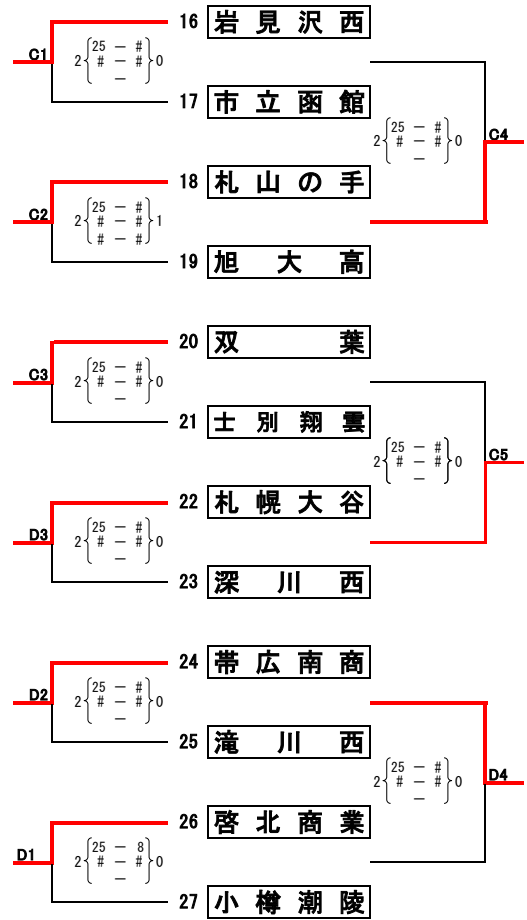 16 岩見沢西
C1 2 25 — # 0
# — #
—
17 市立函館
25 — #
2 # — # 0 C4
—
18 札山の手
C2 2 25 — # 1
# — #
# — #
19 旭大高
20 双葉
C3 2 25 — # 0
# — #
—
21 士別翔雲
25 — #
2 # — # 0 C5
—
22 札幌大谷
D3 2 25 — # 0
# — #
—
23 深川西
24 帯広南商
D2 2 25 — # 0
# — #
—
25 滝川西
25 — #
2 # — # 0 D4
—
26 啓北商業
D1 2 25 — 8 0
# — #
—
27 小樽潮陵